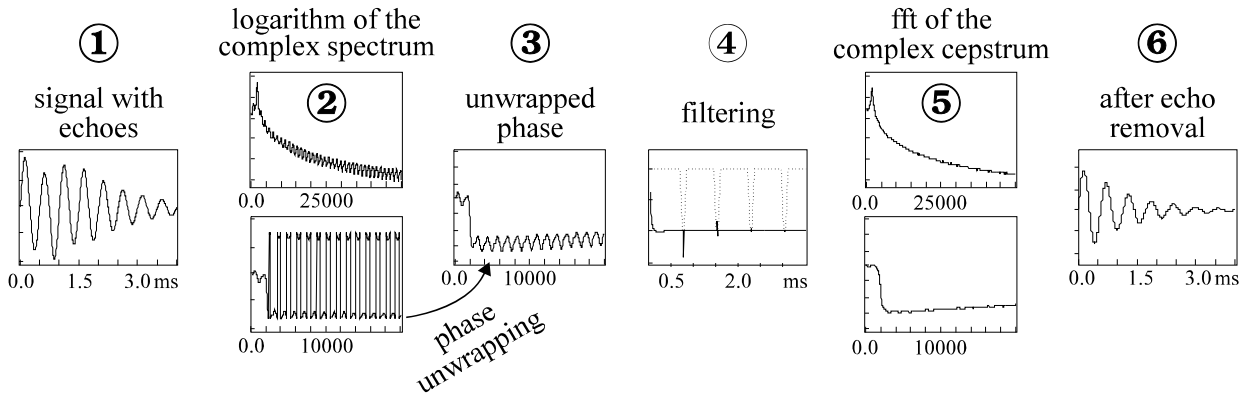 ①
signal with
echoes
0.0 1.5 3.0 ms
logarithm of the
complex spectrum
②
0.0 25000
0.0 10000
③
unwrapped
phase
0.0 10000
phase
unwrapping
④
filtering
0.5 2.0 ms
fft of the
complex cepstrum
⑤
0.0 25000
0.0 10000
⑥
after echo
removal
0.0 1.5 3.0 ms